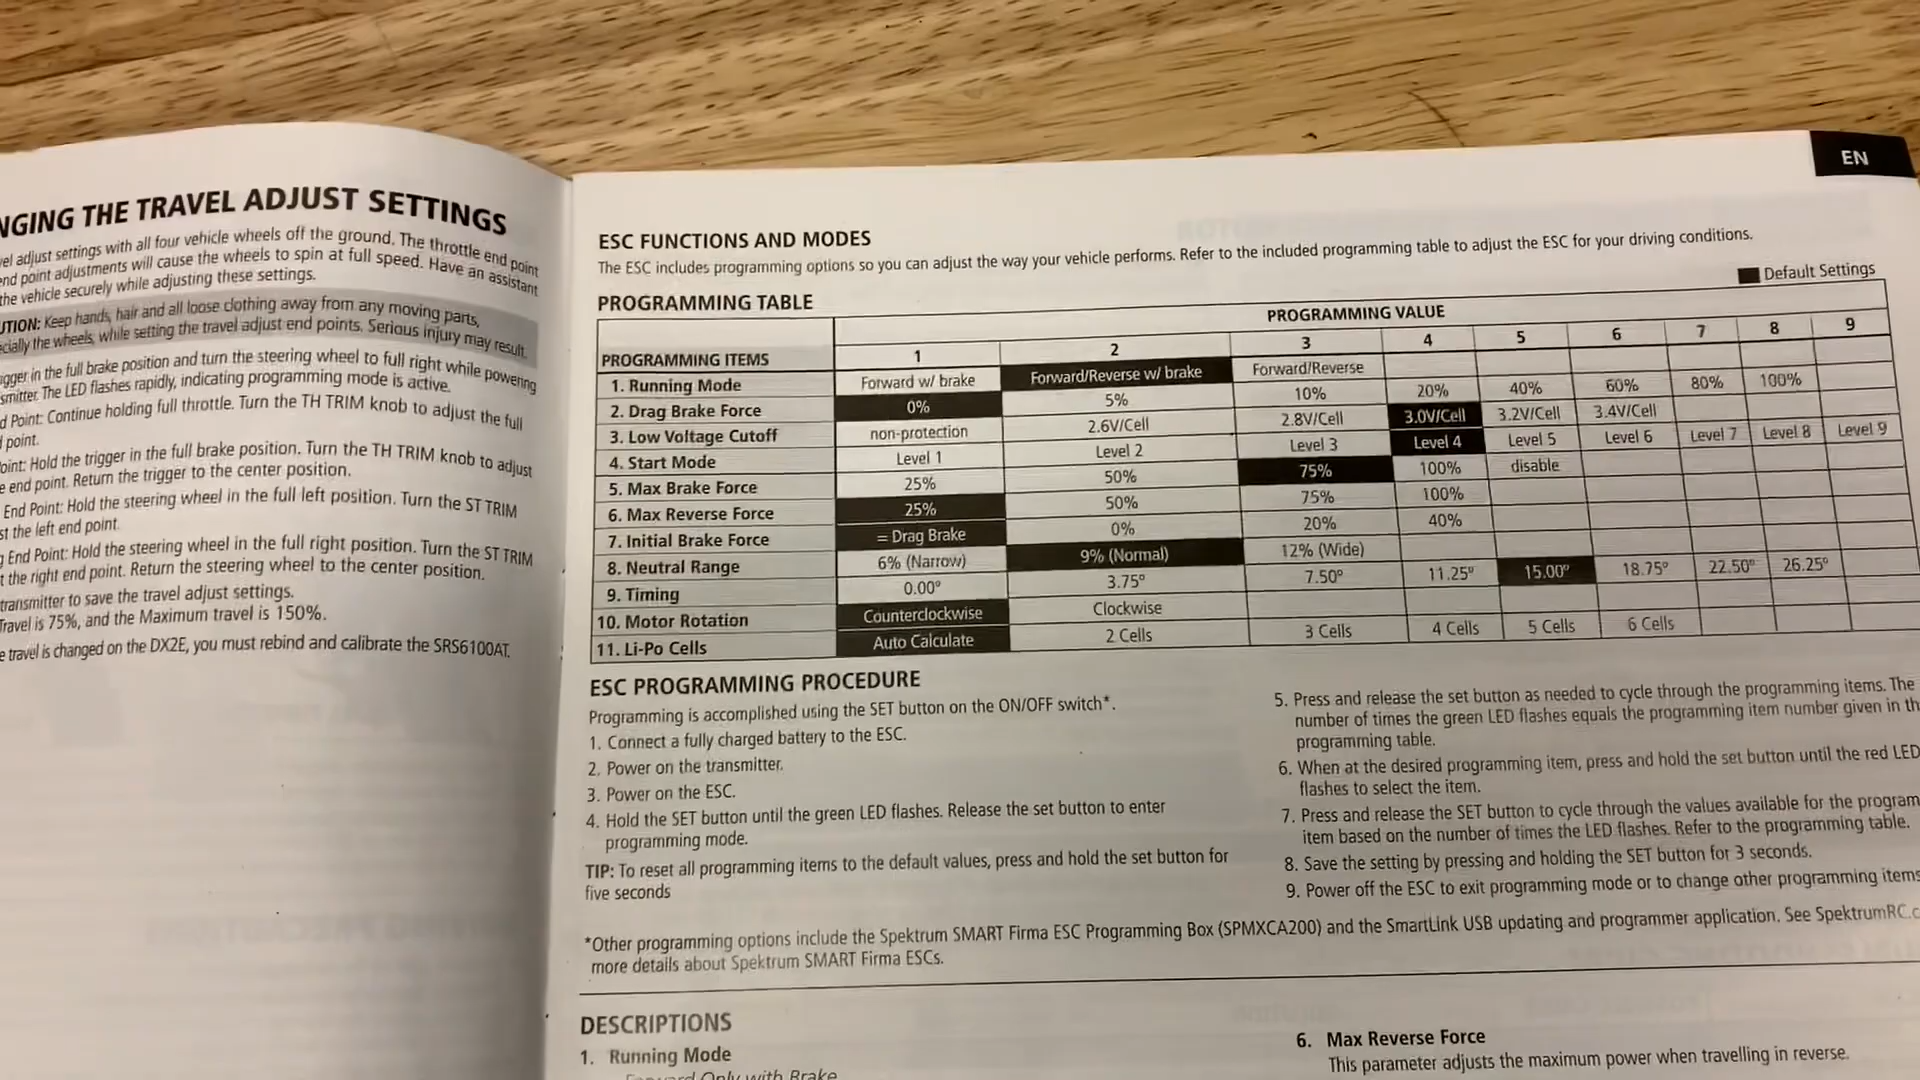 NGING THE TRAVEL ADJUST SETTINGS
vel adjust settings with all four vehicle wheels off the ground. The throttle end point
end point adjustments will cause the wheels to spin at full speed. Have an assistant
the vehicle securely while adjusting these settings.
UTION: Keep hands, hair and all loose clothing away from any moving parts,
ecially the wheels, while setting the travel adjust end points. Serious injury may result.
igger in the full brake position and turn the steering wheel to full right while powering
smitter. The LED flashes rapidly, indicating programming mode is active.
d Point: Continue holding full throttle. Turn the TH TRIM knob to adjust the full
point.
oint: Hold the trigger in the full brake position. Turn the TH TRIM knob to adjust
e end point. Return the trigger to the center position.
End Point: Hold the steering wheel in the full left position. Turn the ST TRIM
st the left end point.
g End Point: Hold the steering wheel in the full right position. Turn the ST TRIM
t the right end point. Return the steering wheel to the center position.
transmitter to save the travel adjust settings.
Travel is 75%, and the Maximum travel is 150%.
e travel is changed on the DX2E, you must rebind and calibrate the SRS6100AT.
EN
ESC FUNCTIONS AND MODES
The ESC includes programming options so you can adjust the way your vehicle performs. Refer to the included programming table to adjust the ESC for your driving conditions.
Default Settings
PROGRAMMING TABLE
PROGRAMMING VALUE
PROGRAMMING ITEMS 1 2 3 4 5 6 7 8 9
1. Running Mode Forward w/ brake Forward/Reverse w/ brake Forward/Reverse
2. Drag Brake Force 0% 5% 10% 20% 40% 60% 80% 100%
3. Low Voltage Cutoff non-protection 2.6V/Cell 2.8V/Cell 3.0V/Cell 3.2V/Cell 3.4V/Cell
4. Start Mode Level 1 Level 2 Level 3 Level 4 Level 5 Level 6 Level 7 Level 8 Level 9
5. Max Brake Force 25% 50% 75% 100% disable
6. Max Reverse Force 25% 50% 75% 100%
7. Initial Brake Force = Drag Brake 0% 20% 40%
8. Neutral Range 6% (Narrow) 9% (Normal) 12% (Wide)
9. Timing 0.00º 3.75º 7.50º 11.25º 15.00º 18.75º 22.50º 26.25º
10. Motor Rotation Counterclockwise Clockwise
11. Li-Po Cells Auto Calculate 2 Cells 3 Cells 4 Cells 5 Cells 6 Cells
ESC PROGRAMMING PROCEDURE
Programming is accomplished using the SET button on the ON/OFF switch*.
1. Connect a fully charged battery to the ESC.
2. Power on the transmitter.
3. Power on the ESC.
4. Hold the SET button until the green LED flashes. Release the set button to enter
programming mode.
TIP: To reset all programming items to the default values, press and hold the set button for
five seconds
5. Press and release the set button as needed to cycle through the programming items. The
number of times the green LED flashes equals the programming item number given in th
programming table.
6. When at the desired programming item, press and hold the set button until the red LED
flashes to select the item.
7. Press and release the SET button to cycle through the values available for the program
item based on the number of times the LED flashes. Refer to the programming table.
8. Save the setting by pressing and holding the SET button for 3 seconds.
9. Power off the ESC to exit programming mode or to change other programming items
*Other programming options include the Spektrum SMART Firma ESC Programming Box (SPMXCA200) and the SmartLink USB updating and programmer application. See SpektrumRC.c
more details about Spektrum SMART Firma ESCs.
DESCRIPTIONS
1. Running Mode
Forward Only with Brake
6. Max Reverse Force
This parameter adjusts the maximum power when travelling in reverse.